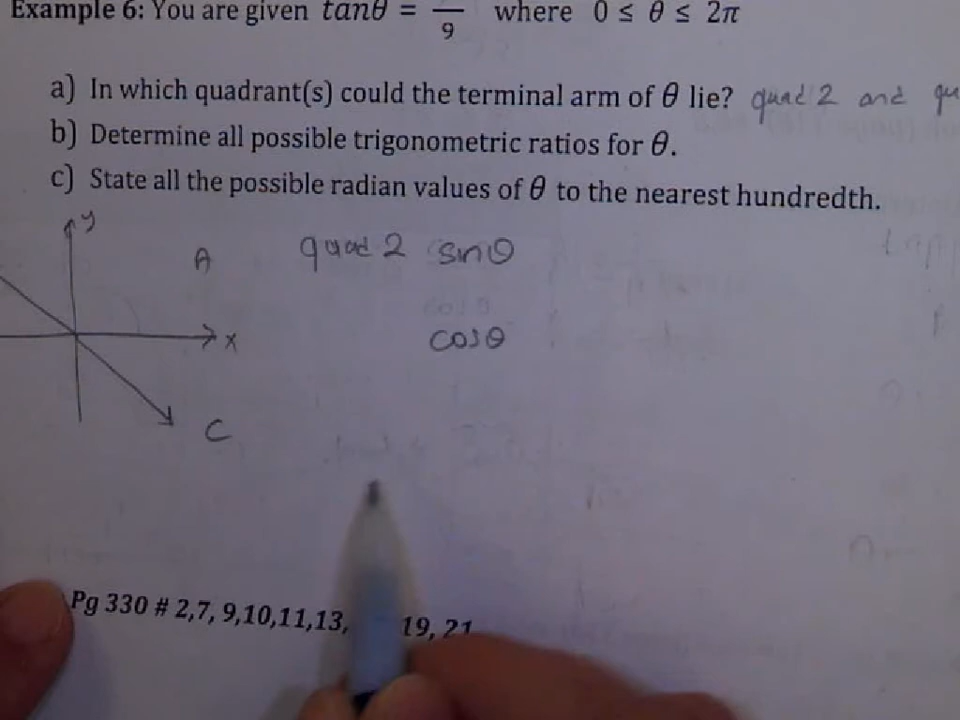 Example 6: You are given tanθ = — where 0 ≤ θ ≤ 2π
9
a) In which quadrant(s) could the terminal arm of θ lie? quad 2 and
b) Determine all possible trigonometric ratios for θ.
c) State all the possible radian values of θ to the nearest hundredth.
y
A quad 2 sinθ
x cosθ
C
Pg 330 # 2,7, 9,10,11,13, 19, 21